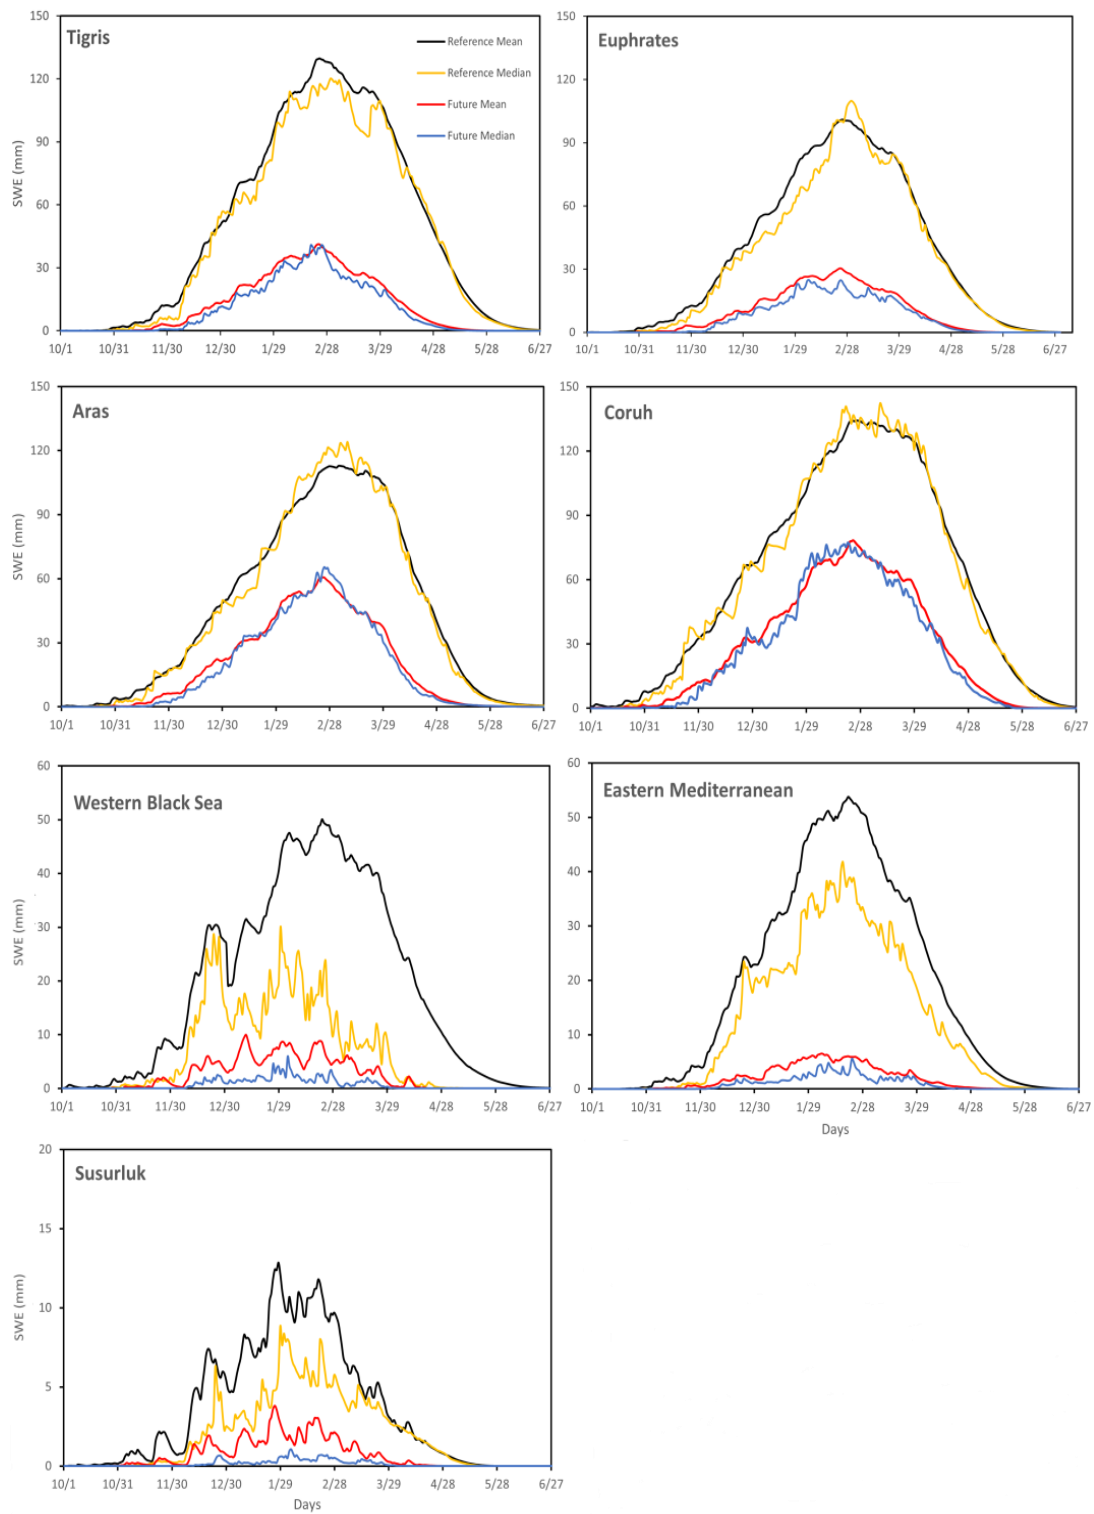 Tigris
Reference Mean
Reference Median
Future Mean
Future Median
SWE (mm)
150
120
90
60
30
0
10/1 10/31 11/30 12/30 1/29 2/28 3/29 4/28 5/28 6/27
Euphrates
150
120
90
60
30
0
10/1 10/31 11/30 12/30 1/29 2/28 3/29 4/28 5/28 6/27
Aras
SWE (mm)
150
120
90
60
30
0
10/1 10/31 11/30 12/30 1/29 2/28 3/29 4/28 5/28 6/27
Coruh
150
120
90
60
30
0
10/1 10/31 11/30 12/30 1/29 2/28 3/29 4/28 5/28 6/27
Western Black Sea
SWE (mm)
60
50
40
30
20
10
0
10/1 10/31 11/30 12/30 1/29 2/28 3/29 4/28 5/28 6/27
Eastern Mediterranean
60
50
40
30
20
10
0
10/1 10/31 11/30 12/30 1/29 2/28 3/29 4/28 5/28 6/27
Days
Susurluk
SWE (mm)
20
15
10
5
0
10/1 10/31 11/30 12/30 1/29 2/28 3/29 4/28 5/28 6/27
Days